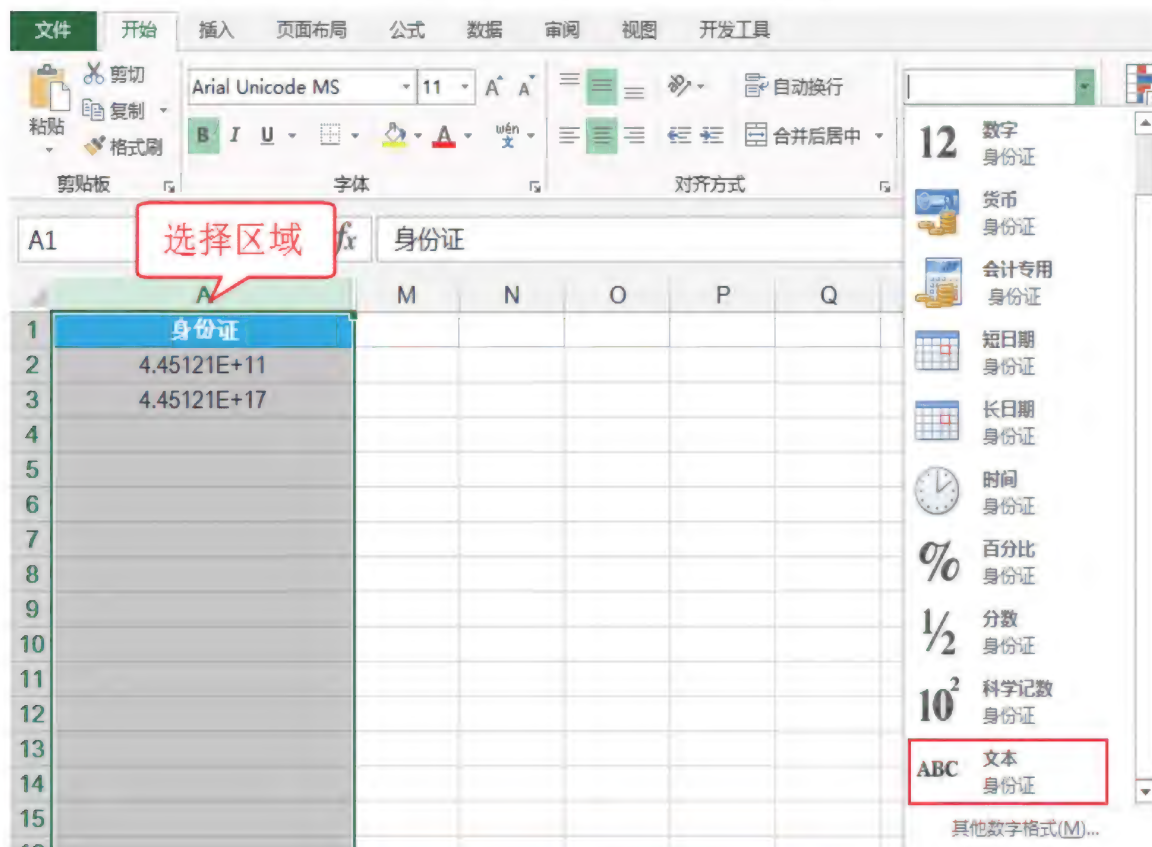 文件 开始 插入 页面布局 公式 数据 审阅 视图 开发工具
剪切
Arial Unicode MS 11 A A 自动换行
复制
粘贴
格式刷 B I U A wén 文 合并后居中
剪贴板 字体 对齐方式
A1 选择区域 fx 身份证
A M N O P Q
1 身份证
2 4.45121E+11
3 4.45121E+17
4
5
6
7
8
9
10
11
12
13
14
15
12 数字
身份证
货币
身份证
会计专用
身份证
短日期
身份证
长日期
身份证
时间
身份证
% 百分比
身份证
1/2 分数
身份证
10² 科学记数
身份证
ABC 文本
身份证
其他数字格式(M)...